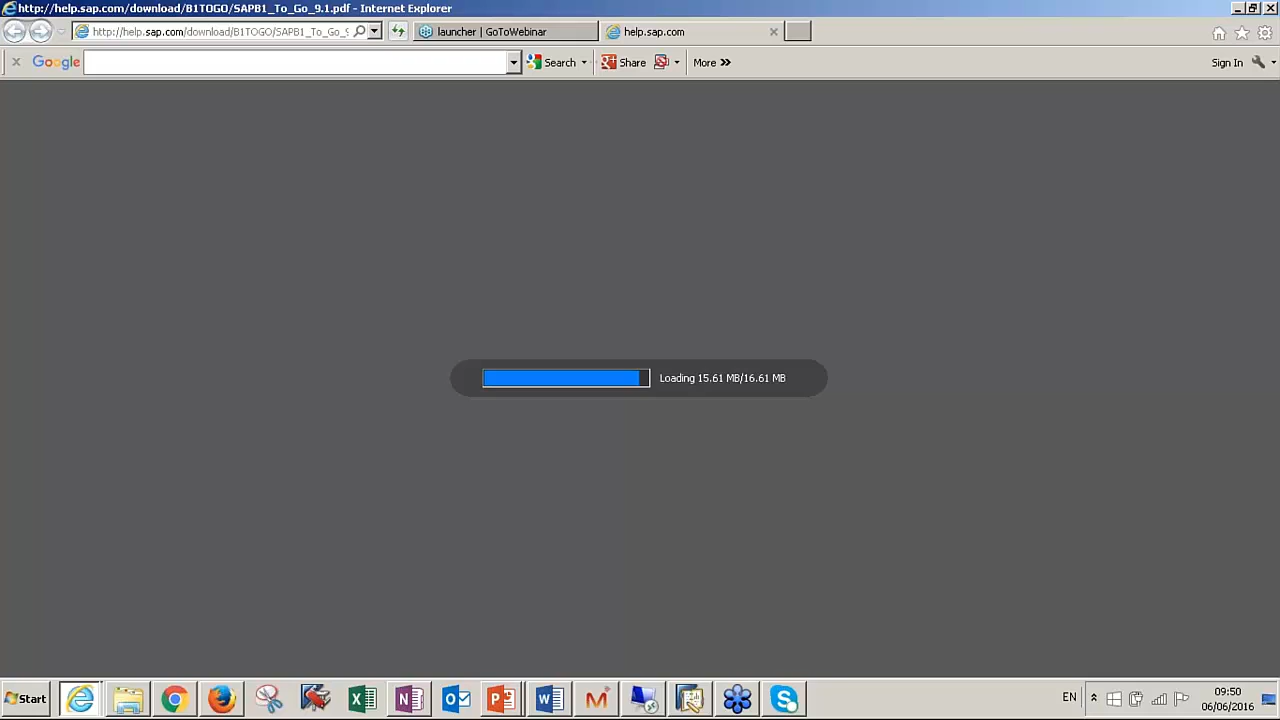 http://help.sap.com/download/B1TOGO/SAPB1_To_Go_9.1.pdf - Internet Explorer
http://help.sap.com/download/B1TOGO/SAPB1_To_Go_9
launcher | GoToWebinar
help.sap.com
Google
Search
Share
More »
Sign In
Loading 15.61 MB/16.61 MB
Start
EN
09:50
06/06/2016